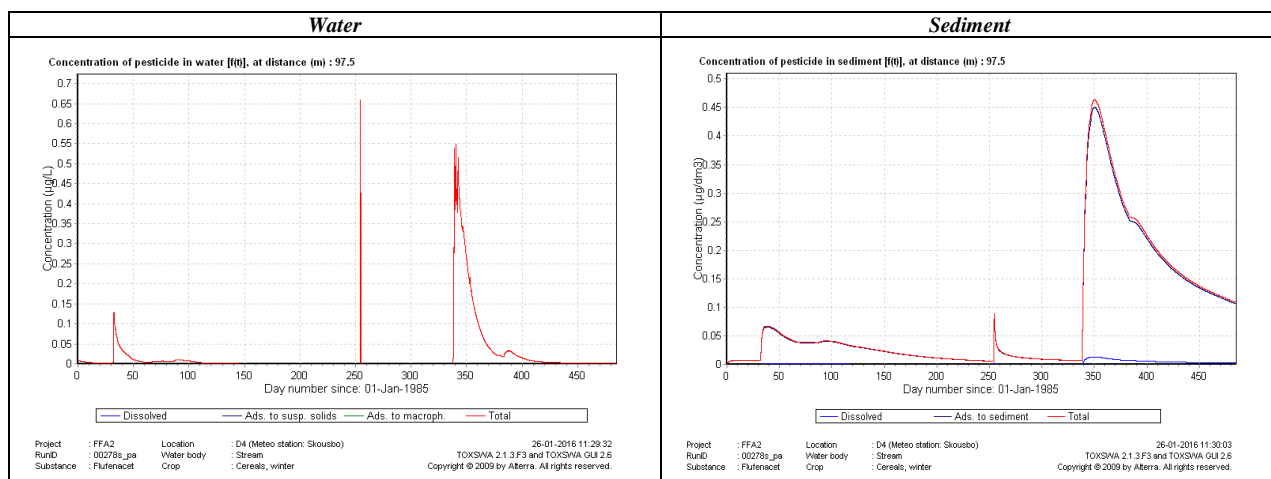 Water
Sediment
Concentration of pesticide in water [f(t)], at distance (m) : 97.5
0.7
0.65
0.6
0.55
0.5
0.45
0.4
0.35
0.3
0.25
0.2
0.15
0.1
0.05
0
Concentration (µg/L)
0 50 100 150 200 250 300 350 400 450
Day number since: 01-Jan-1985
Dissolved Ads. to susp. solids Ads. to macroph. Total
Project : FFA2 Location : D4 (Meteo station: Skousbo) 26-01-2016 11:29:32
RunID : 00278s_pa Water body : Stream TOXSWA 2.1.3.F3 and TOXSWA GUI 2.6
Substance : Flufenacet Crop : Cereals, winter Copyright © 2009 by Alterra. All rights reserved.
Concentration of pesticide in sediment [f(t)], at distance (m) : 97.5
0.5
0.45
0.4
0.35
0.3
0.25
0.2
0.15
0.1
0.05
0
Concentration (µg/dm3)
0 50 100 150 200 250 300 350 400 450
Day number since: 01-Jan-1985
Dissolved Ads. to sediment Total
Project : FFA2 Location : D4 (Meteo station: Skousbo) 26-01-2016 11:30:03
RunID : 00278s_pa Water body : Stream TOXSWA 2.1.3.F3 and TOXSWA GUI 2.6
Substance : Flufenacet Crop : Cereals, winter Copyright © 2009 by Alterra. All rights reserved.